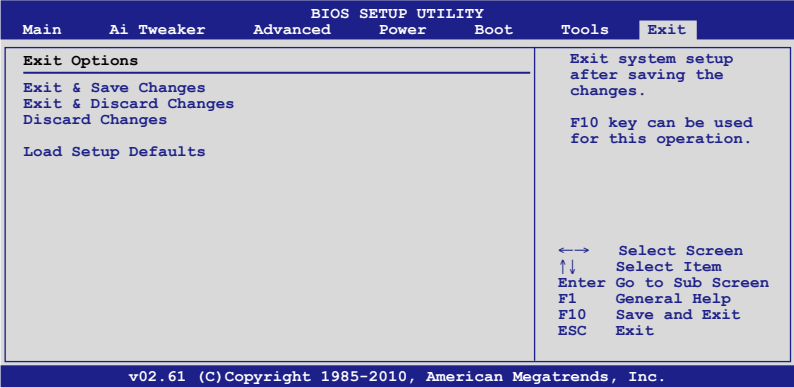 BIOS SETUP UTILITY
Main Ai Tweaker Advanced Power Boot Tools Exit
Exit Options
Exit & Save Changes
Exit & Discard Changes
Discard Changes
Load Setup Defaults
Exit system setup
after saving the
changes.
F10 key can be used
for this operation.
←→ Select Screen
↑↓ Select Item
Enter Go to Sub Screen
F1 General Help
F10 Save and Exit
ESC Exit
v02.61 (C)Copyright 1985-2010, American Megatrends, Inc.